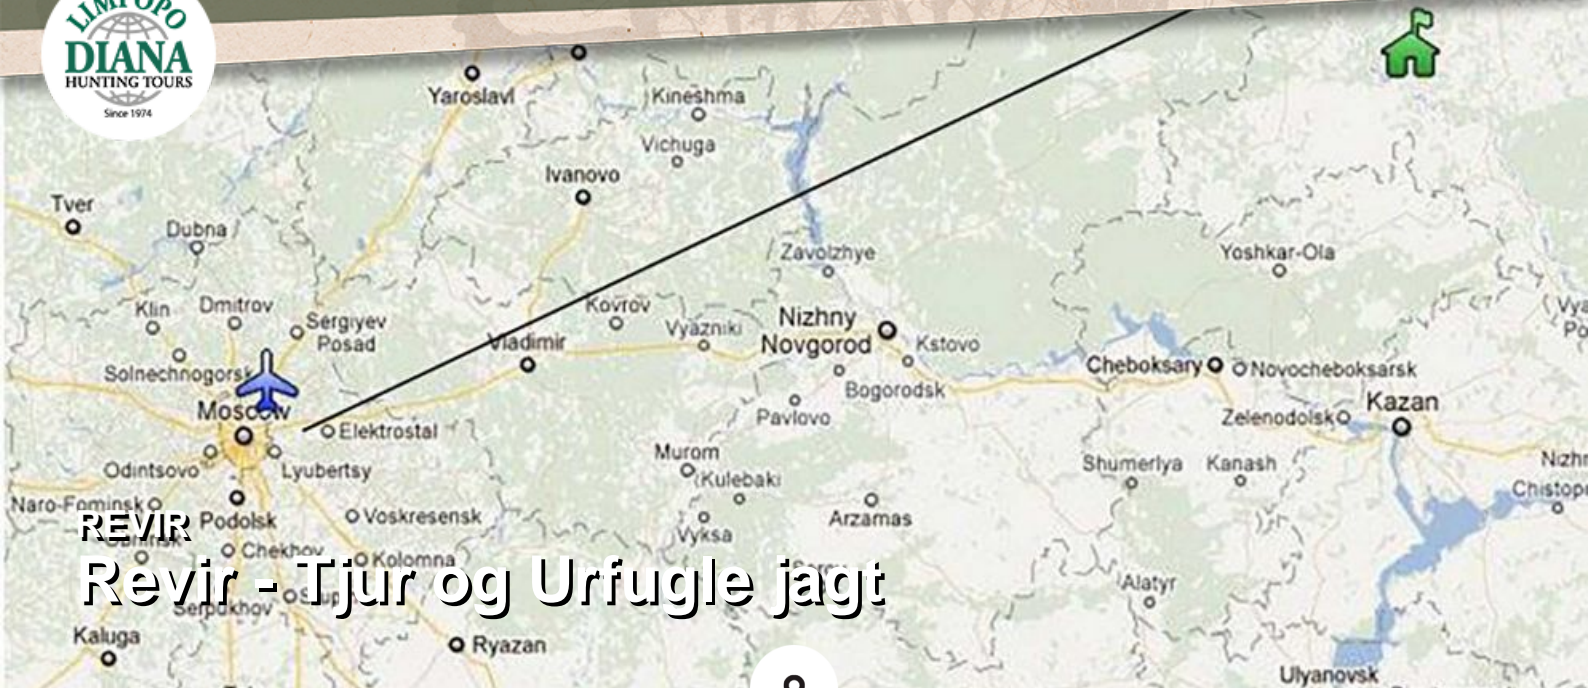 LIMPOPO
DIANA
HUNTING TOURS
Since 1974
Yaroslavl
Kineshma
Vichuga
Ivanovo
Tver
Dubna
Zavolzhye
Yoshkar-Ola
Klin
Dmitrov
Sergiyev
Posad
Kovrov
Vyazniki
Nizhny
Novgorod
Kstovo
Vladimir
Solnechnogorsk
Cheboksary
Novocheboksarsk
Bogorodsk
Pavlovo
Zelenodolsk
Kazan
Moscow
Elektrostal
Odintsovo
Lyubertsy
Murom
Kulebaki
Shumerlya
Kanash
Naro-Fominsk
Podolsk
Voskresensk
Vyksa
Arzamas
Chistop
REVIR
Obninsk
Chekhov
Kolomna
Revir - Tjur og Urfugle jagt
Alatyr
Serpukhov
Kaluga
Ryazan
Ulyanovsk